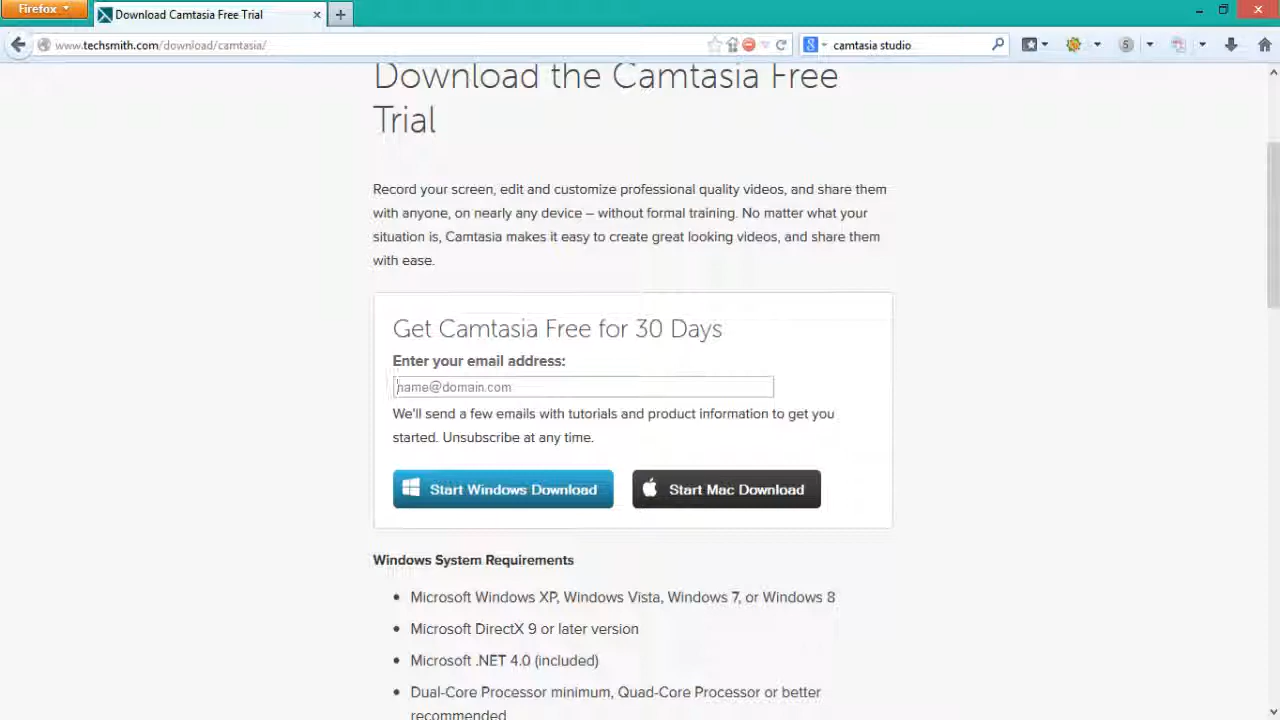 Firefox
Download Camtasia Free Trial
www.techsmith.com/download/camtasia/
camtasia studio
Download the Camtasia Free
Trial
Record your screen, edit and customize professional quality videos, and share them
with anyone, on nearly any device – without formal training. No matter what your
situation is, Camtasia makes it easy to create great looking videos, and share them
with ease.
Get Camtasia Free for 30 Days
Enter your email address:
name@domain.com
We'll send a few emails with tutorials and product information to get you
started. Unsubscribe at any time.
Start Windows Download
Start Mac Download
Windows System Requirements
• Microsoft Windows XP, Windows Vista, Windows 7, or Windows 8
• Microsoft DirectX 9 or later version
• Microsoft .NET 4.0 (included)
• Dual-Core Processor minimum, Quad-Core Processor or better
recommended